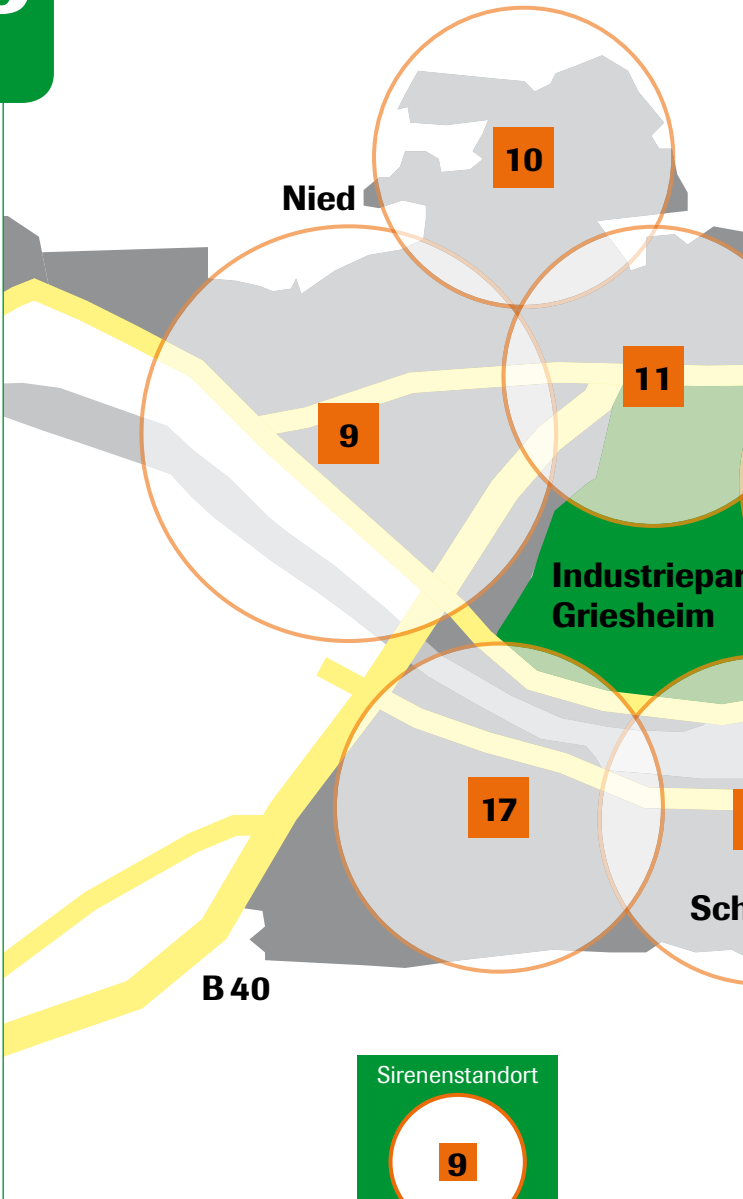 10
Nied
11
9
Industriepar
Griesheim
17
Sch
B 40
Sirenenstandort
9